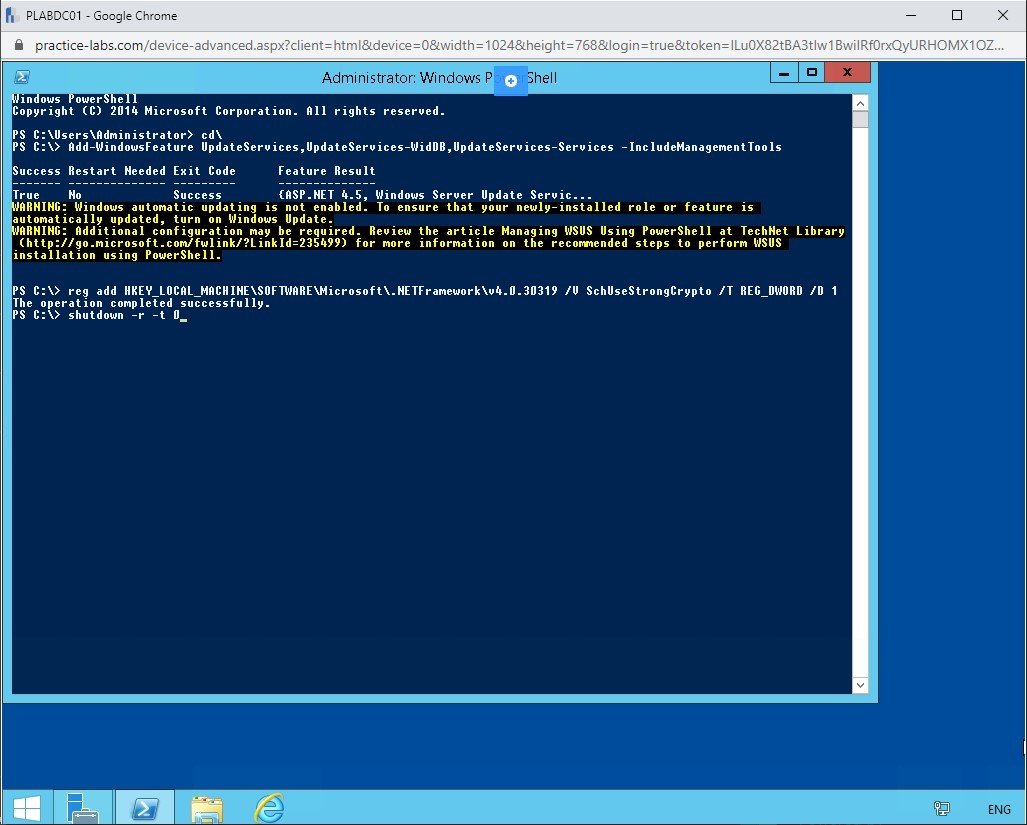 PLABDC01 - Google Chrome
practice-labs.com/device-advanced.aspx?client=html&device=0&width=1024&height=768&login=true&token=ILu0X82tBA3tlw1BwilRf0rxQyURHOMX1OZ...
Administrator: Windows PowerShell
Windows PowerShell
Copyright (C) 2014 Microsoft Corporation. All rights reserved.
PS C:\Users\Administrator> cd\
PS C:\> Add-WindowsFeature UpdateServices,UpdateServices-WidDB,UpdateServices-Services -IncludeManagementTools
Success Restart Needed Exit Code Feature Result
------- -------------- --------- --------------
True No Success {ASP.NET 4.5, Windows Server Update Servic...
WARNING: Windows automatic updating is not enabled. To ensure that your newly-installed role or feature is
automatically updated, turn on Windows Update.
WARNING: Additional configuration may be required. Review the article Managing WSUS Using PowerShell at TechNet Library
(http://go.microsoft.com/fwlink/?LinkId=235499) for more information on the recommended steps to perform WSUS
installation using PowerShell.
PS C:\> reg add HKEY_LOCAL_MACHINE\SOFTWARE\Microsoft\.NETFramework\v4.0.30319 /V SchUseStrongCrypto /T REG_DWORD /D 1
The operation completed successfully.
PS C:\> shutdown -r -t 0_
ENG